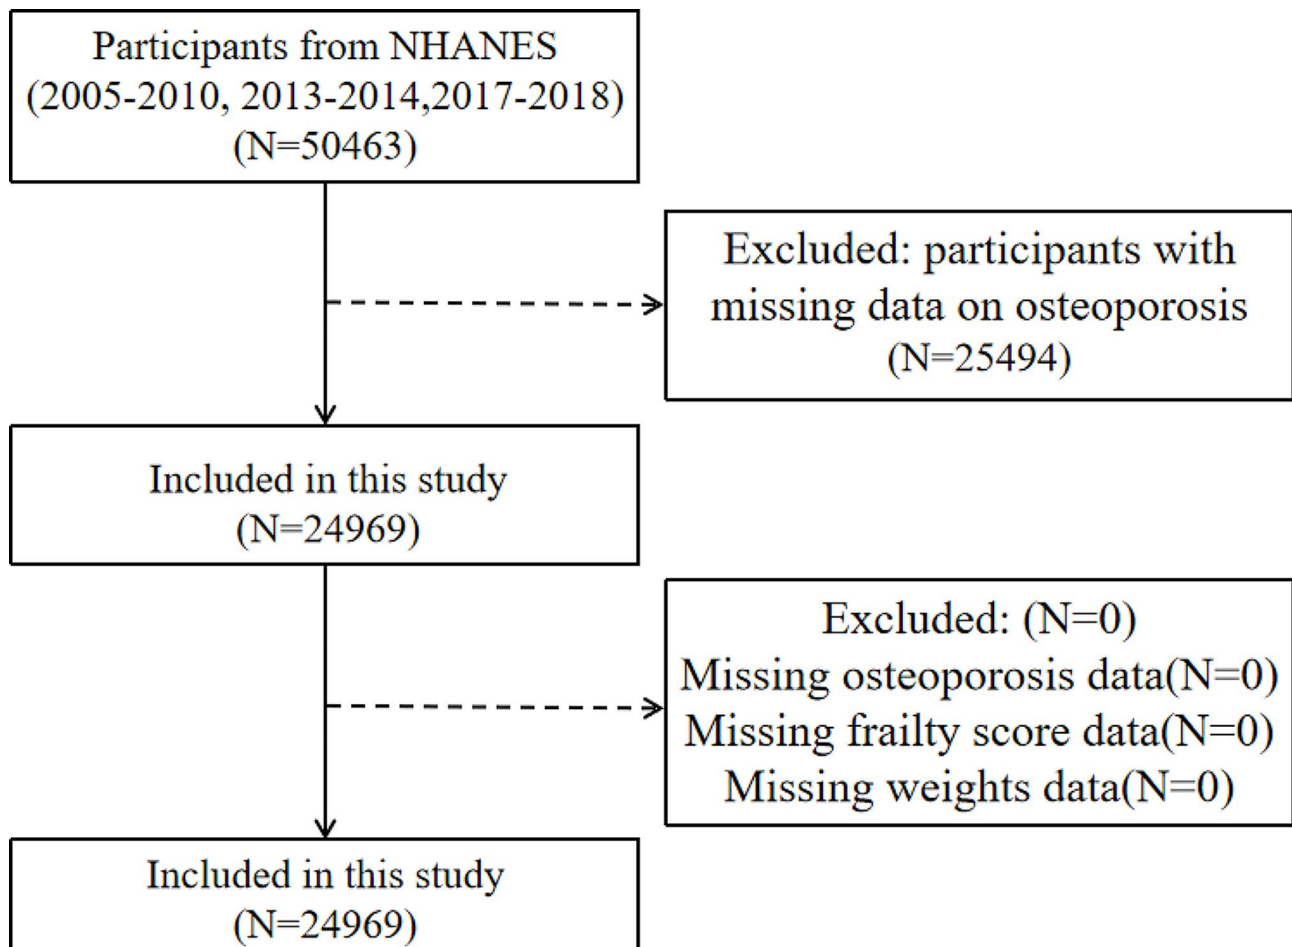 Participants from NHANES
(2005-2010, 2013-2014,2017-2018)
(N=50463)
Excluded: participants with
missing data on osteoporosis
(N=25494)
Included in this study
(N=24969)
Excluded: (N=0)
Missing osteoporosis data(N=0)
Missing frailty score data(N=0)
Missing weights data(N=0)
Included in this study
(N=24969)